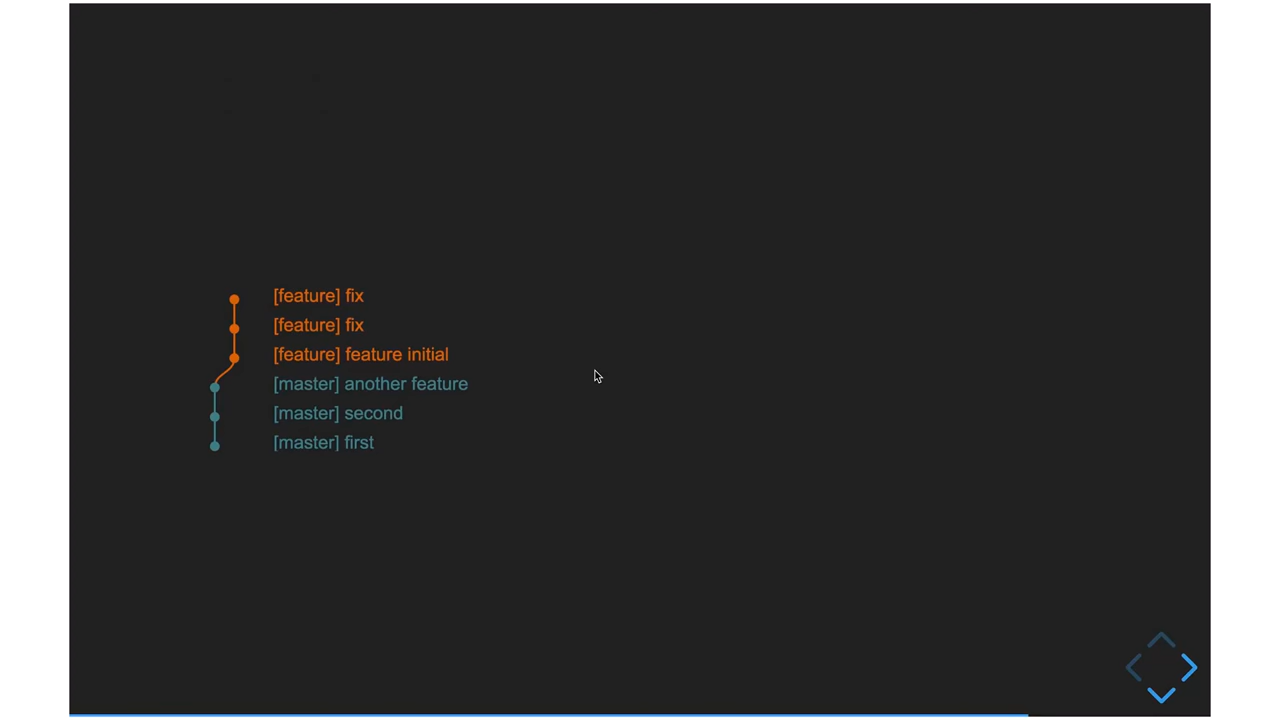 [feature] fix
[feature] fix
[feature] feature initial
[master] another feature
[master] second
[master] first